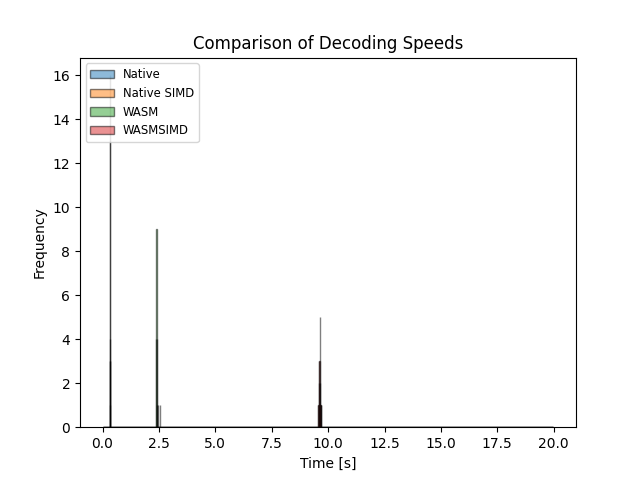 Comparison of Decoding Speeds
Native
Native SIMD
WASM
WASMSIMD
16
14
12
10
8
6
4
2
0
Frequency
0.0 2.5 5.0 7.5 10.0 12.5 15.0 17.5 20.0
Time [s]